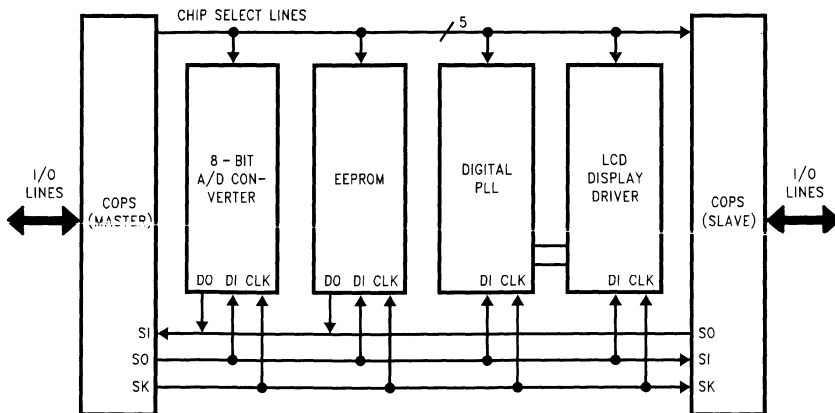 CHIP SELECT LINES
5
I/O
LINES
COPS
(MASTER)
8 - BIT
A/D CON-
VERTER
EEPROM
DIGITAL
PLL
LCD
DISPLAY
DRIVER
COPS
(SLAVE)
I/O
LINES
DO DI CLK
DO DI CLK
DI CLK
DI CLK
SI
SO
SK
SO
SI
SK